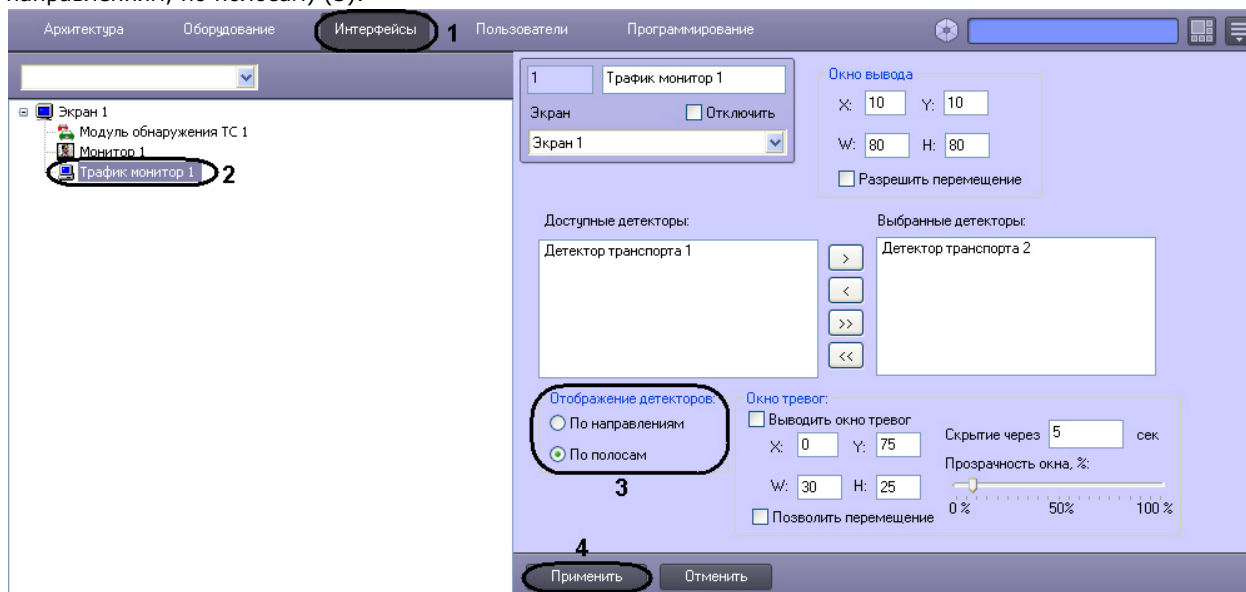 направлениям, по полосам) (3).
Архитектура Оборудование Интерфейсы 1 Пользователи Программирование
1 Трафик монитор 1
Окно вывода
Экран 1
Экран Отключить
X: 10 Y: 10
Модуль обнаружения ТС 1
Монитор 1
Экран 1
W: 80 H: 80
Трафик монитор 1 2
Разрешить перемещение
Доступные детекторы: Выбранные детекторы:
Детектор транспорта 1
>
Детектор транспорта 2
<
>>
<<
Отображение детекторов: Окно тревог:
По направлениям
Выводить окно тревог
Скрытие через 5 сек
X: 0 Y: 75
По полосам
Прозрачность окна, %:
3
W: 30 H: 25
0 % 50% 100 %
Позволить перемещение
4
Применить Отменить